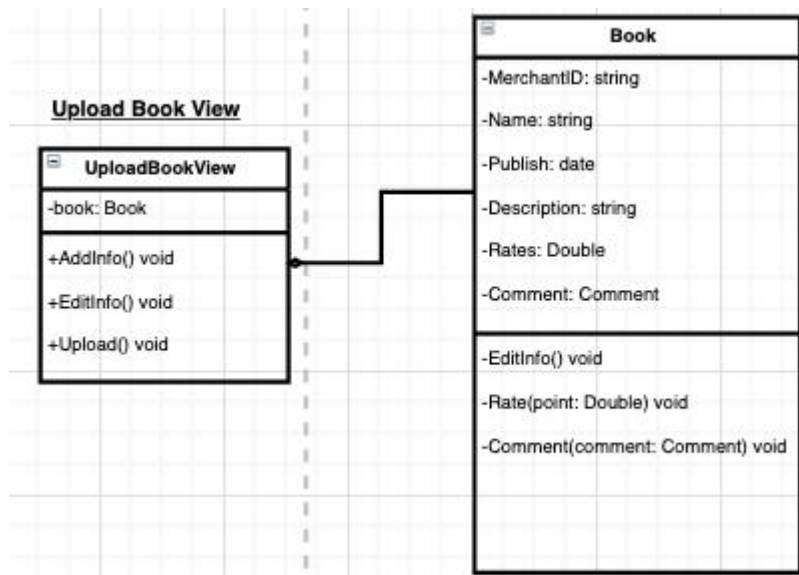 Upload Book View
UploadBookView
-book: Book
+AddInfo() void
+EditInfo() void
+Upload() void
Book
-MerchantID: string
-Name: string
-Publish: date
-Description: string
-Rates: Double
-Comment: Comment
-EditInfo() void
-Rate(point: Double) void
-Comment(comment: Comment) void